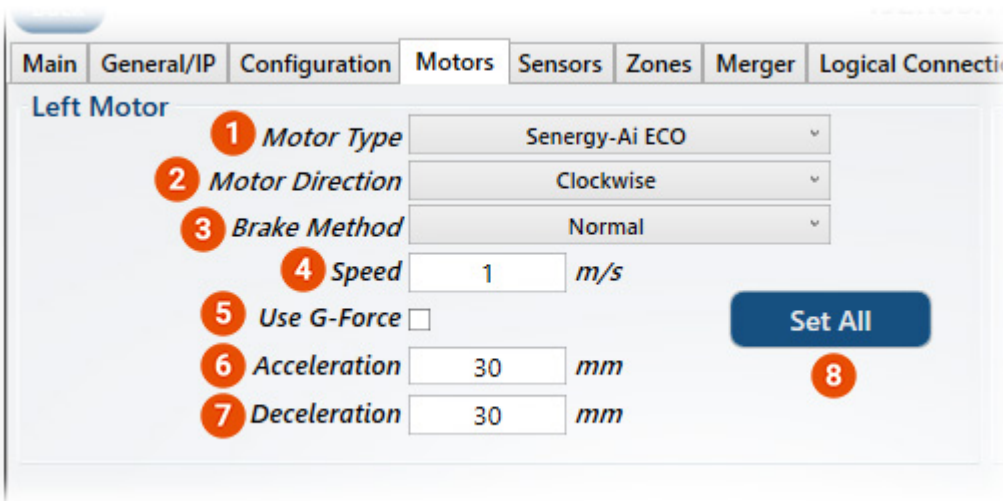 Main General/IP Configuration Motors Sensors Zones Merger Logical
Left Motor
1 Motor Type Senergy-Ai ECO
2 Motor Direction Clockwise
3 Brake Method Normal
4 Speed 1 m/s
5 Use G-Force
Set All
6 Acceleration 30 mm
8
7 Deceleration 30 mm